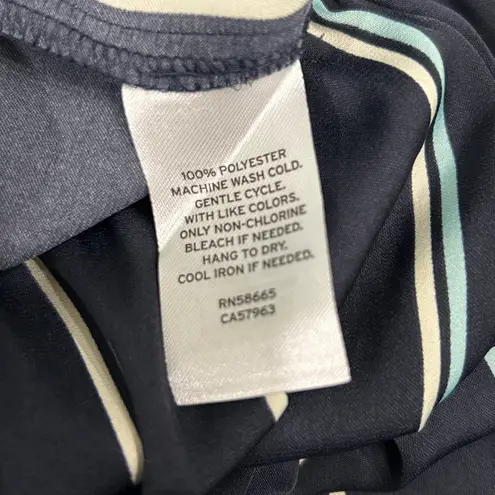 100% POLYESTER
MACHINE WASH COLD.
GENTLE CYCLE.
WITH LIKE COLORS.
ONLY NON-CHLORINE
BLEACH IF NEEDED.
HANG TO DRY.
COOL IRON IF NEEDED.
RN58665
CA57963